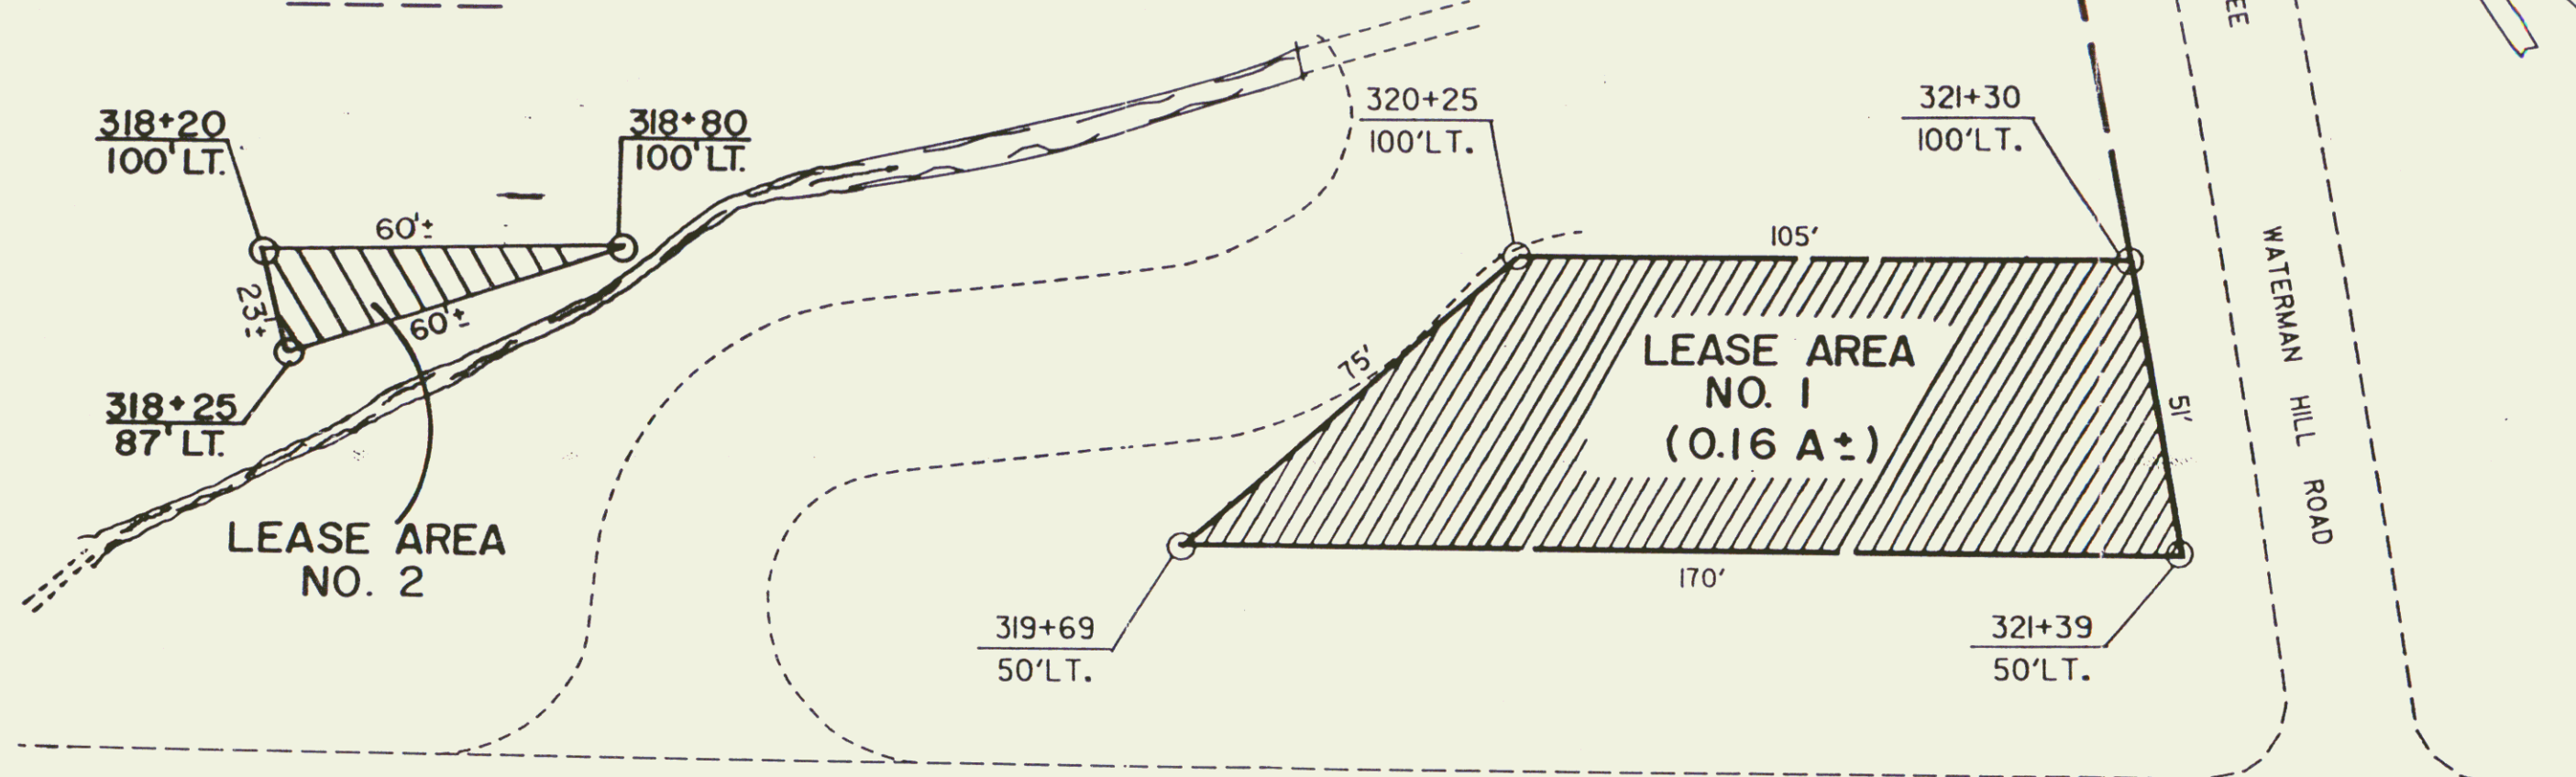 EE
318+20
100' LT.
318+80
100' LT.
320+25
100'LT.
321+30
100'LT.
60'±
23'±
60'±
318+25
87' LT.
LEASE AREA
NO. 2
105'
75'
LEASE AREA
NO. 1
(0.16 A±)
51'
170'
319+69
50'LT.
321+39
50'LT.
WATERMAN HILL ROAD